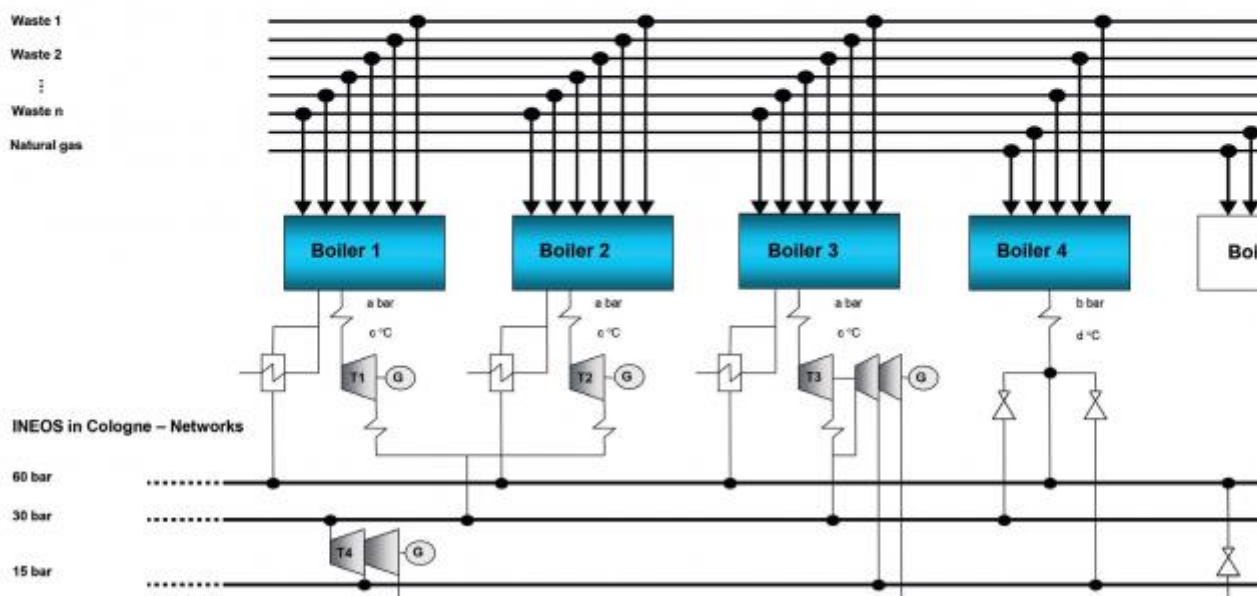 Waste 1
Waste 2
⋮
Waste n
Natural gas
Boiler 1
Boiler 2
Boiler 3
Boiler 4
Boi
a bar
a bar
a bar
b bar
c °C
c °C
c °C
d °C
T1
G
T2
G
T3
G
INEOS in Cologne – Networks
60 bar
30 bar
T4
G
15 bar